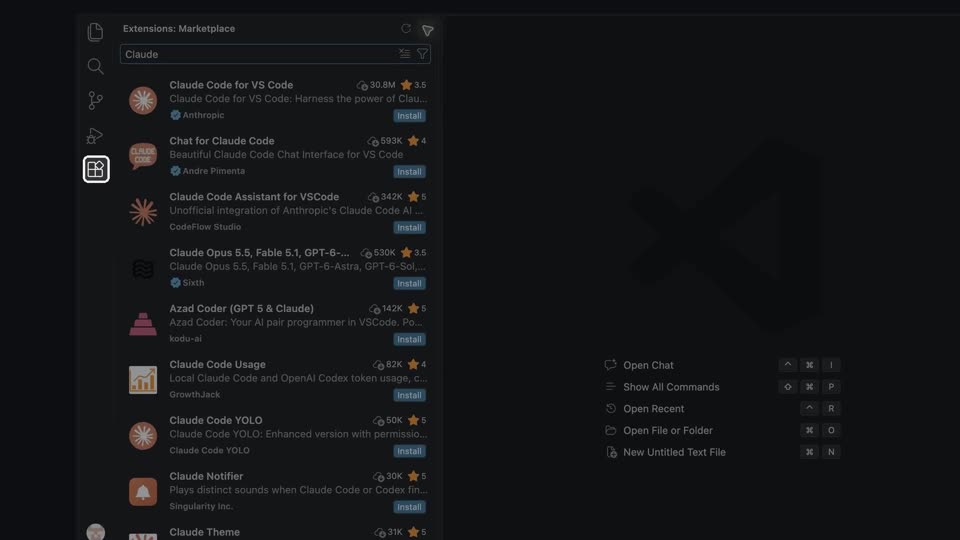 Extensions: Marketplace
Claude
Claude Code for VS Code 30.8M 3.5
Claude Code for VS Code: Harness the power of Clau...
Anthropic Install
CLAUDE CODE
Chat for Claude Code 593K 4
Beautiful Claude Code Chat Interface for VS Code
Andre Pimenta Install
Claude Code Assistant for VSCode 342K 5
Unofficial integration of Anthropic's Claude Code AI ...
CodeFlow Studio Install
Claude Opus 5.5, Fable 5.1, GPT-6-... 530K 3.5
Claude Opus 5.5, Fable 5.1, GPT-6-Astra, GPT-6-Sol,...
Sixth Install
Azad Coder (GPT 5 & Claude) 142K 5
Azad Coder: Your AI pair programmer in VSCode. Po...
kodu-ai Install
Claude Code Usage 82K 4
Local Claude Code and OpenAI Codex token usage, c...
GrowthJack Install
Claude Code YOLO 50K 5
Claude Code YOLO: Enhanced version with permissio...
Claude Code YOLO Install
Claude Notifier 30K 5
Plays distinct sounds when Claude Code or Codex fin...
Singularity Inc. Install
Claude Theme 31K 5
Open Chat ^ ⌘ I
Show All Commands ⇧ ⌘ P
Open Recent ^ R
Open File or Folder ⌘ O
New Untitled Text File ⌘ N